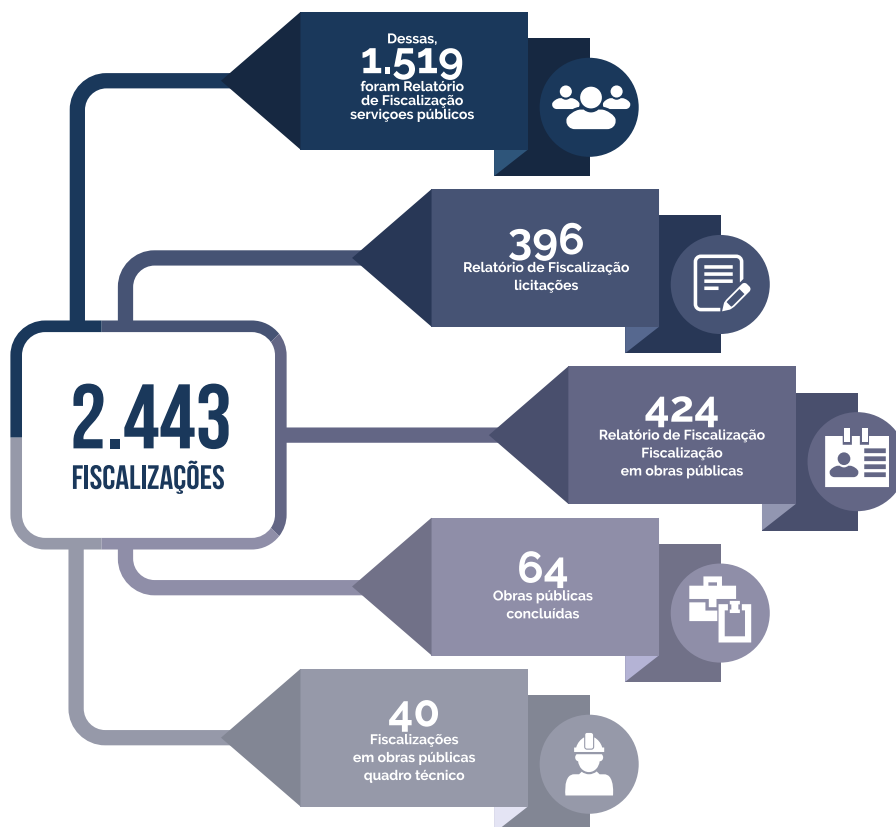 Dessas,
1.519
foram Relatório
de Fiscalização
serviçoes públicos
396
Relatório de Fiscalização
licitações
2.443
FISCALIZAÇÕES
424
Relatório de Fiscalização
Fiscalização
em obras públicas
64
Obras públicas
concluídas
40
Fiscalizações
em obras públicas
quadro técnico